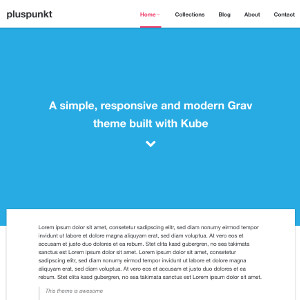 pluspunkt
Home Collections Blog About Contact
A simple, responsive and modern Grav
theme built with Kube
Lorem ipsum dolor sit amet, consetetur sadipscing elitr, sed diam nonumy eirmod tempor
invidunt ut labore et dolore magna aliquyam erat, sed diam voluptua. At vero eos et
accusam et justo duo dolores et ea rebum. Stet clita kasd gubergren, no sea takimata
sanctus est Lorem ipsum dolor sit amet. Lorem ipsum dolor sit amet, consetetur
sadipscing elitr, sed diam nonumy eirmod tempor invidunt ut labore et dolore magna
aliquyam erat, sed diam voluptua. At vero eos et accusam et justo duo dolores et ea
rebum. Stet clita kasd gubergren, no sea takimata sanctus est.
This theme is awesome